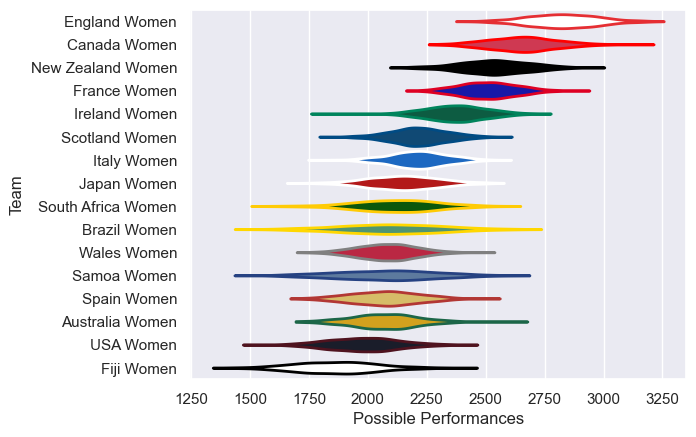 England Women
Canada Women
New Zealand Women
France Women
Ireland Women
Scotland Women
Italy Women
Japan Women
South Africa Women
Brazil Women
Wales Women
Samoa Women
Spain Women
Australia Women
USA Women
Fiji Women
Team
1250 1500 1750 2000 2250 2500 2750 3000 3250
Possible Performances